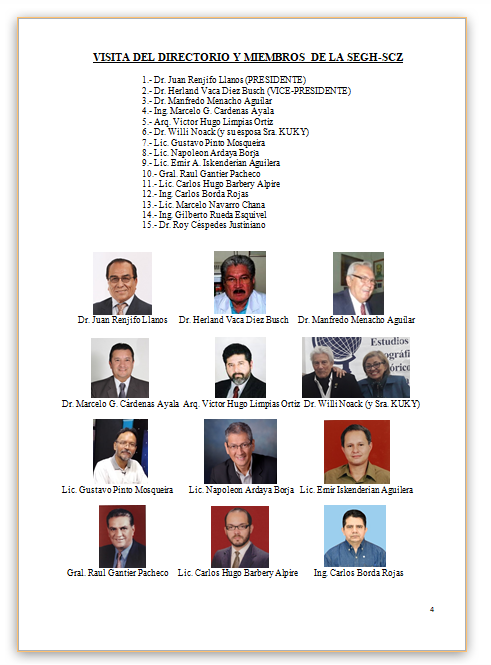 VISITA DEL DIRECTORIO Y MIEMBROS DE LA SEGH-SCZ
1.- Dr. Juan Renjifo Llanos (PRESIDENTE)
2.- Dr. Herland Vaca Díez Busch (VICE-PRESIDENTE)
3.- Dr. Manfredo Menacho Aguilar
4.- Ing. Marcelo G. Cardenas Ayala
5.- Arq. Víctor Hugo Limpias Ortiz
6.- Dr. Willi Noack (y su esposa Sra. KUKY)
7.- Lic. Gustavo Pinto Mosqueira
8.- Lic. Napoleon Ardaya Borja
9.- Lic. Emir A. Iskenderian Aguilera
10.- Gral. Raul Gantier Pacheco
11.- Lic. Carlos Hugo Barbery Alpire
12.- Ing. Carlos Borda Rojas
13.- Lic. Marcelo Navarro Chana
14.- Ing. Gilberto Rueda Esquivel
15.- Dr. Roy Céspedes Justiniano
Dr. Juan Renjifo Llanos Dr. Herland Vaca Díez Busch Dr. Manfredo Menacho Aguilar
Estudios
Dr. Marcelo G. Cárdenas Ayala Arq. Víctor Hugo Limpias Ortiz Dr. Willi Noack (y Sra. KUKY)
Lic. Gustavo Pinto Mosqueira Lic. Napoleon Ardaya Borja Lic. Emir Iskenderian Aguilera
Gral. Raul Gantier Pacheco Lic. Carlos Hugo Barbery Alpire Ing. Carlos Borda Rojas
4